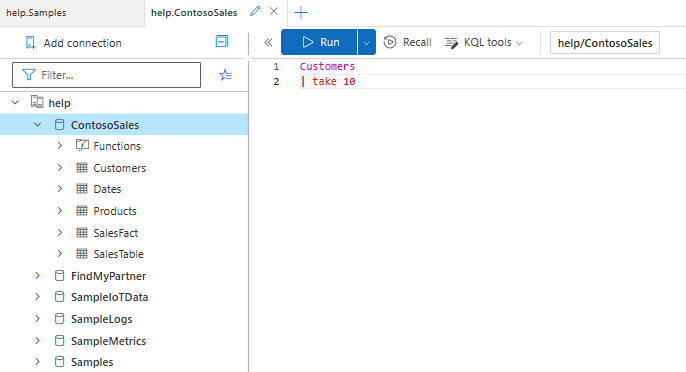 help.Samples
help.ContosoSales
Add connection
Run
Recall
KQL tools
help/ContosoSales
Filter...
help
ContosoSales
Functions
Customers
Dates
Products
SalesFact
SalesTable
FindMyPartner
SampleIoTData
SampleLogs
SampleMetrics
Samples
1 Customers
2 | take 10